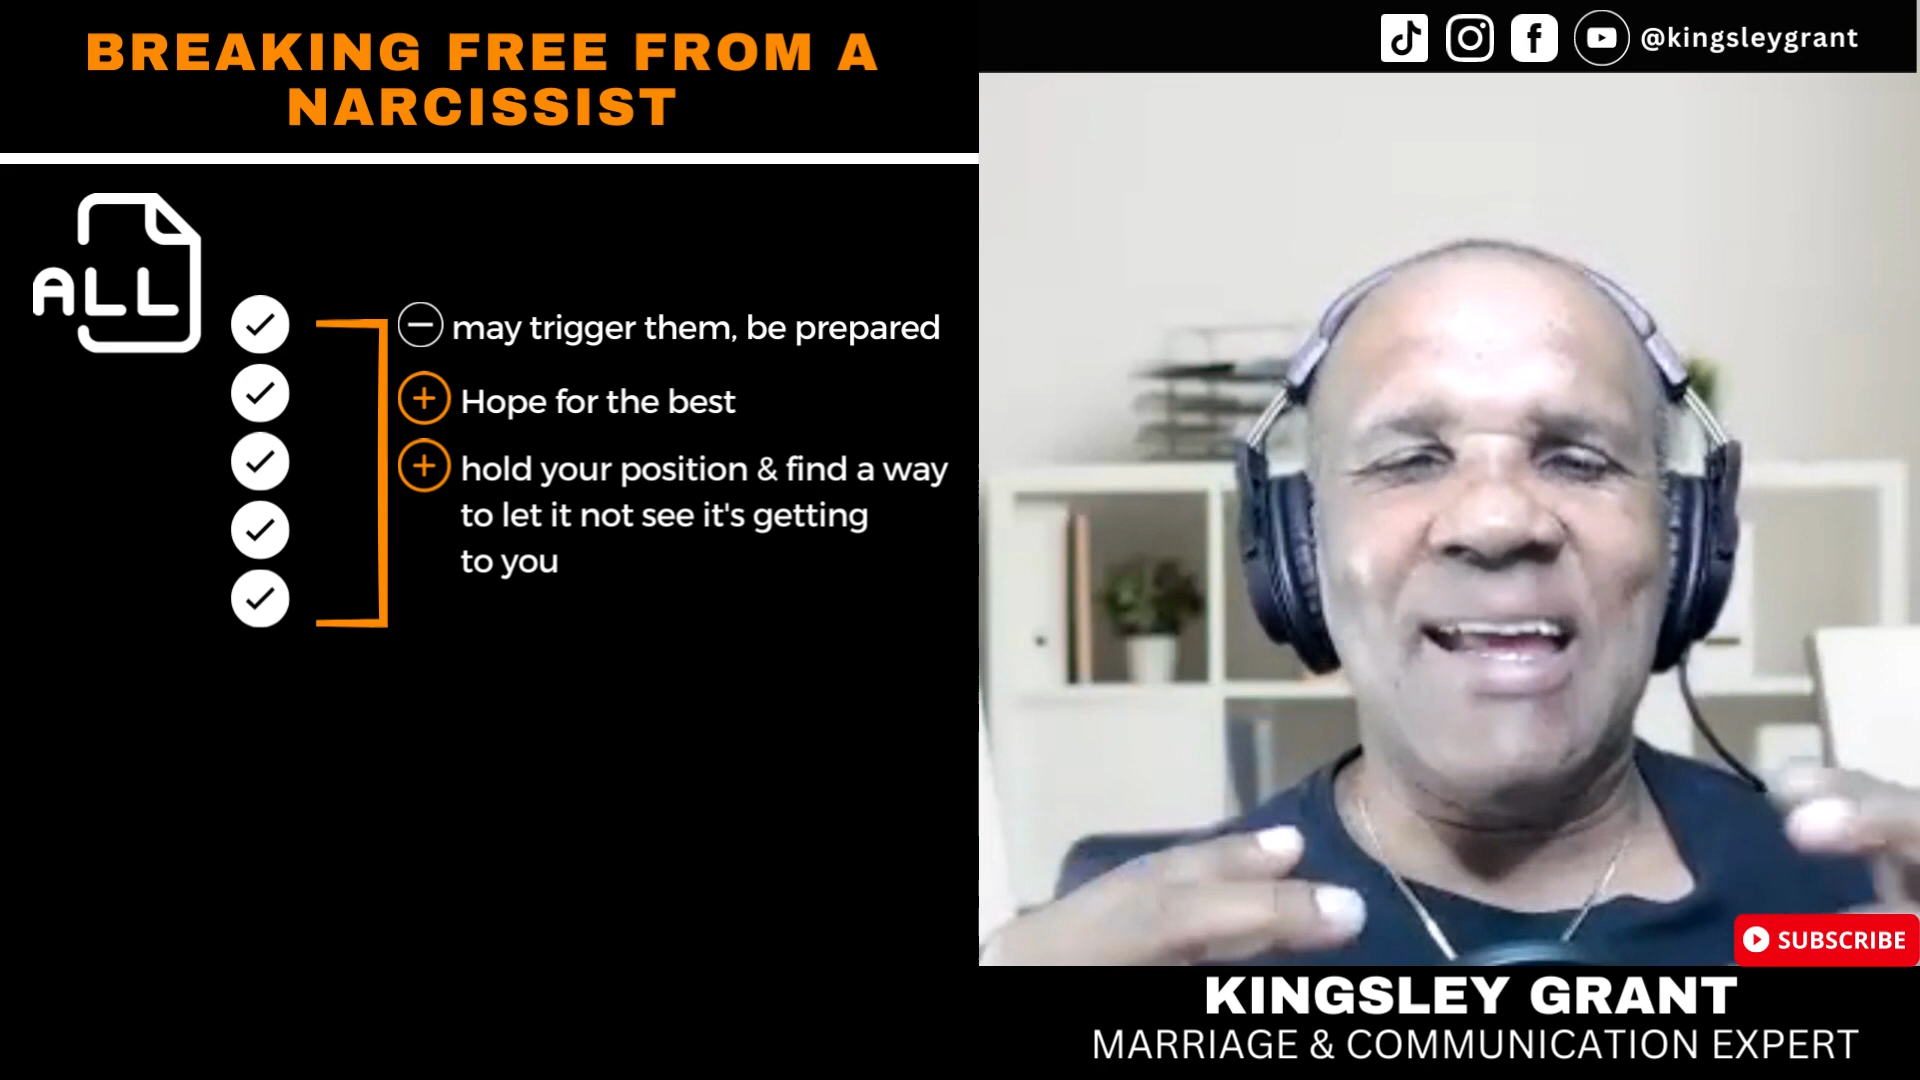 BREAKING FREE FROM A
NARCISSIST
@kingsleygrant
ALL
may trigger them, be prepared
Hope for the best
hold your position & find a way
to let it not see it's getting
to you
SUBSCRIBE
KINGSLEY GRANT
MARRIAGE & COMMUNICATION EXPERT